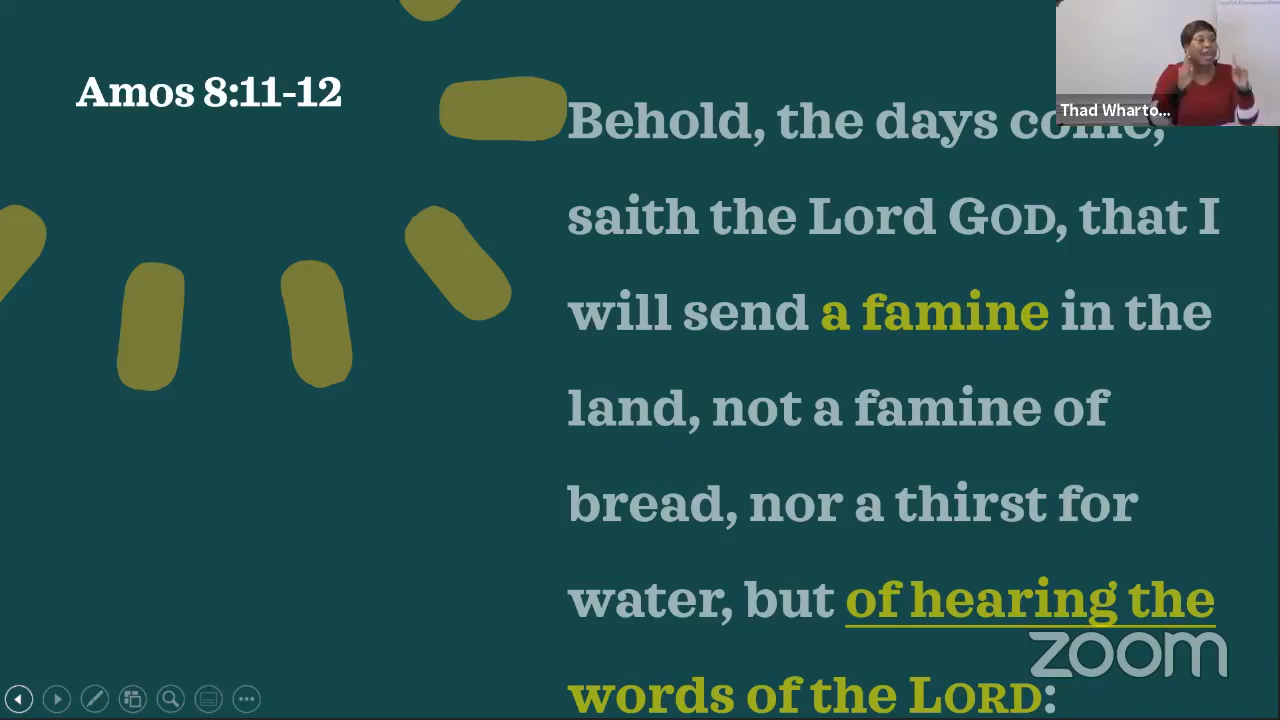 Amos 8:11-12
Behold, the days come,
saith the Lord GOD, that I
will send a famine in the
land, not a famine of
bread, nor a thirst for
water, but of hearing the
words of the LORD:
Thad Wharto...
zoom